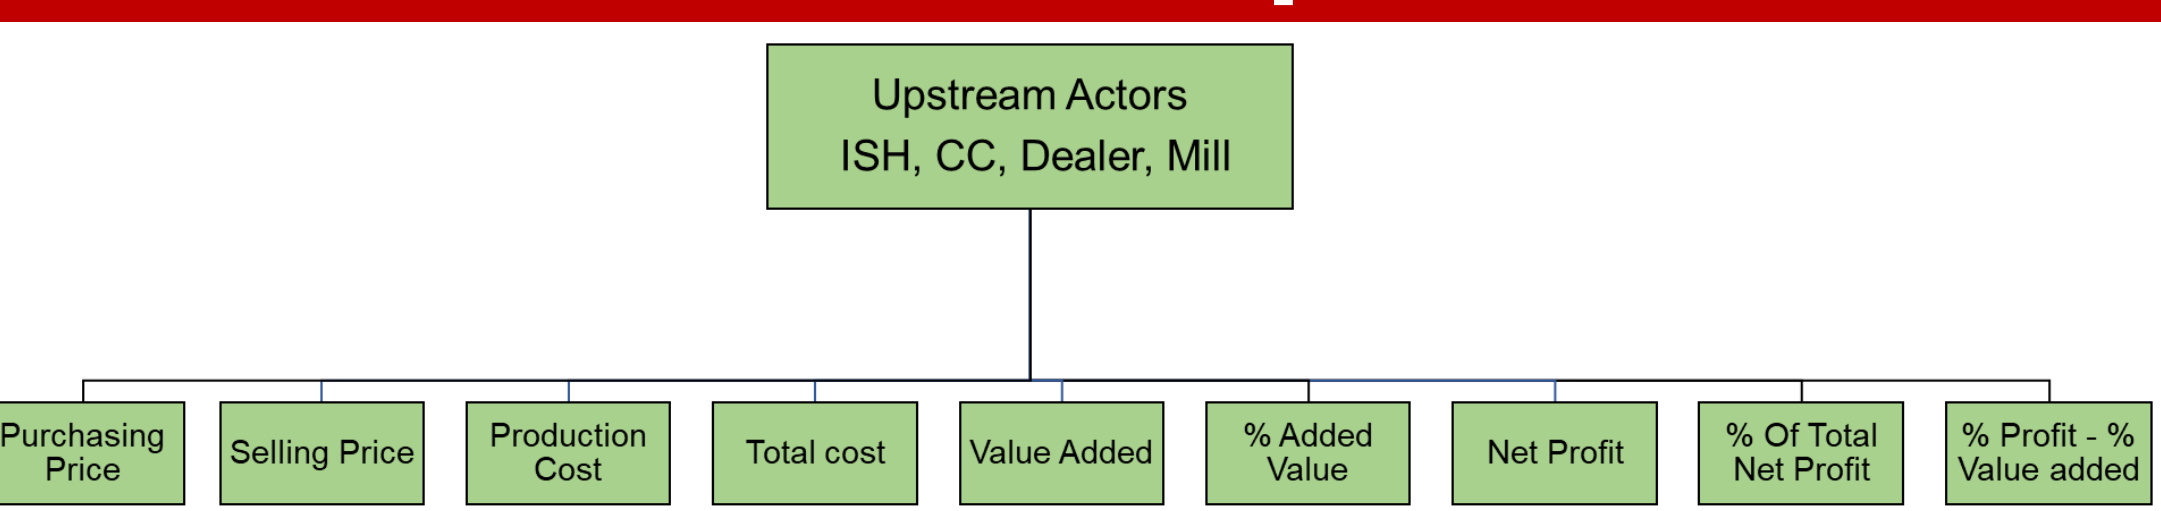 Upstream Actors
ISH, CC, Dealer, Mill
Purchasing
Price
Selling Price
Production
Cost
Total cost
Value Added
% Added
Value
Net Profit
% Of Total
Net Profit
% Profit - %
Value added